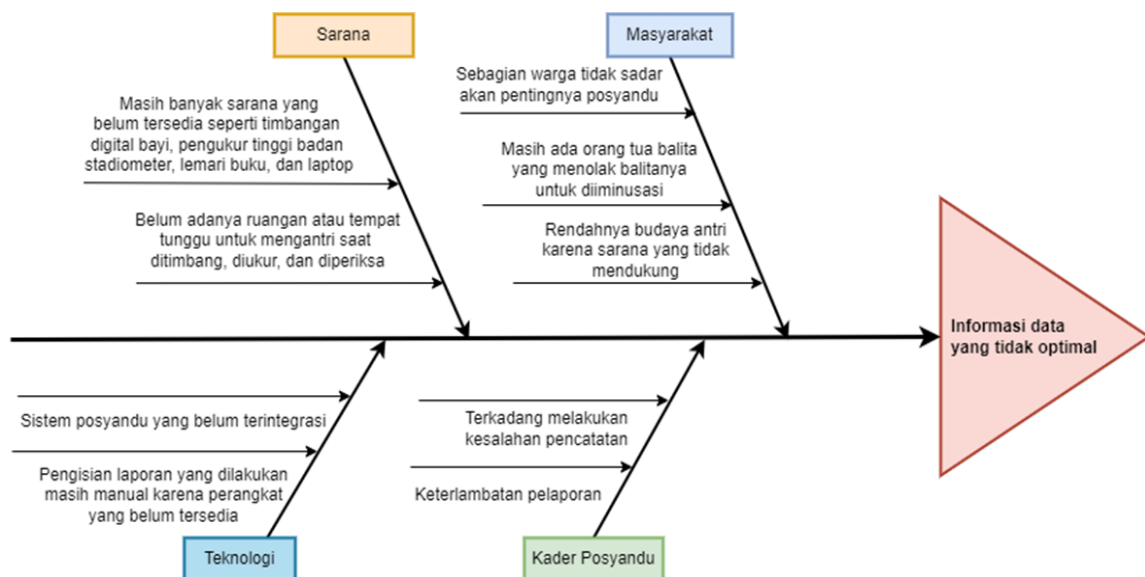 Sarana
Masyarakat
Masih banyak sarana yang
belum tersedia seperti timbangan
digital bayi, pengukur tinggi badan
stadiometer, lemari buku, dan laptop
Belum adanya ruangan atau tempat
tunggu untuk mengantri saat
ditimbang, diukur, dan diperiksa
Sebagian warga tidak sadar
akan pentingnya posyandu
Masih ada orang tua balita
yang menolak balitanya
untuk diiminusasi
Rendahnya budaya antri
karena sarana yang tidak
mendukung
Informasi data
yang tidak optimal
Sistem posyandu yang belum terintegrasi
Pengisian laporan yang dilakukan
masih manual karena perangkat
yang belum tersedia
Terkadang melakukan
kesalahan pencatatan
Keterlambatan pelaporan
Teknologi
Kader Posyandu